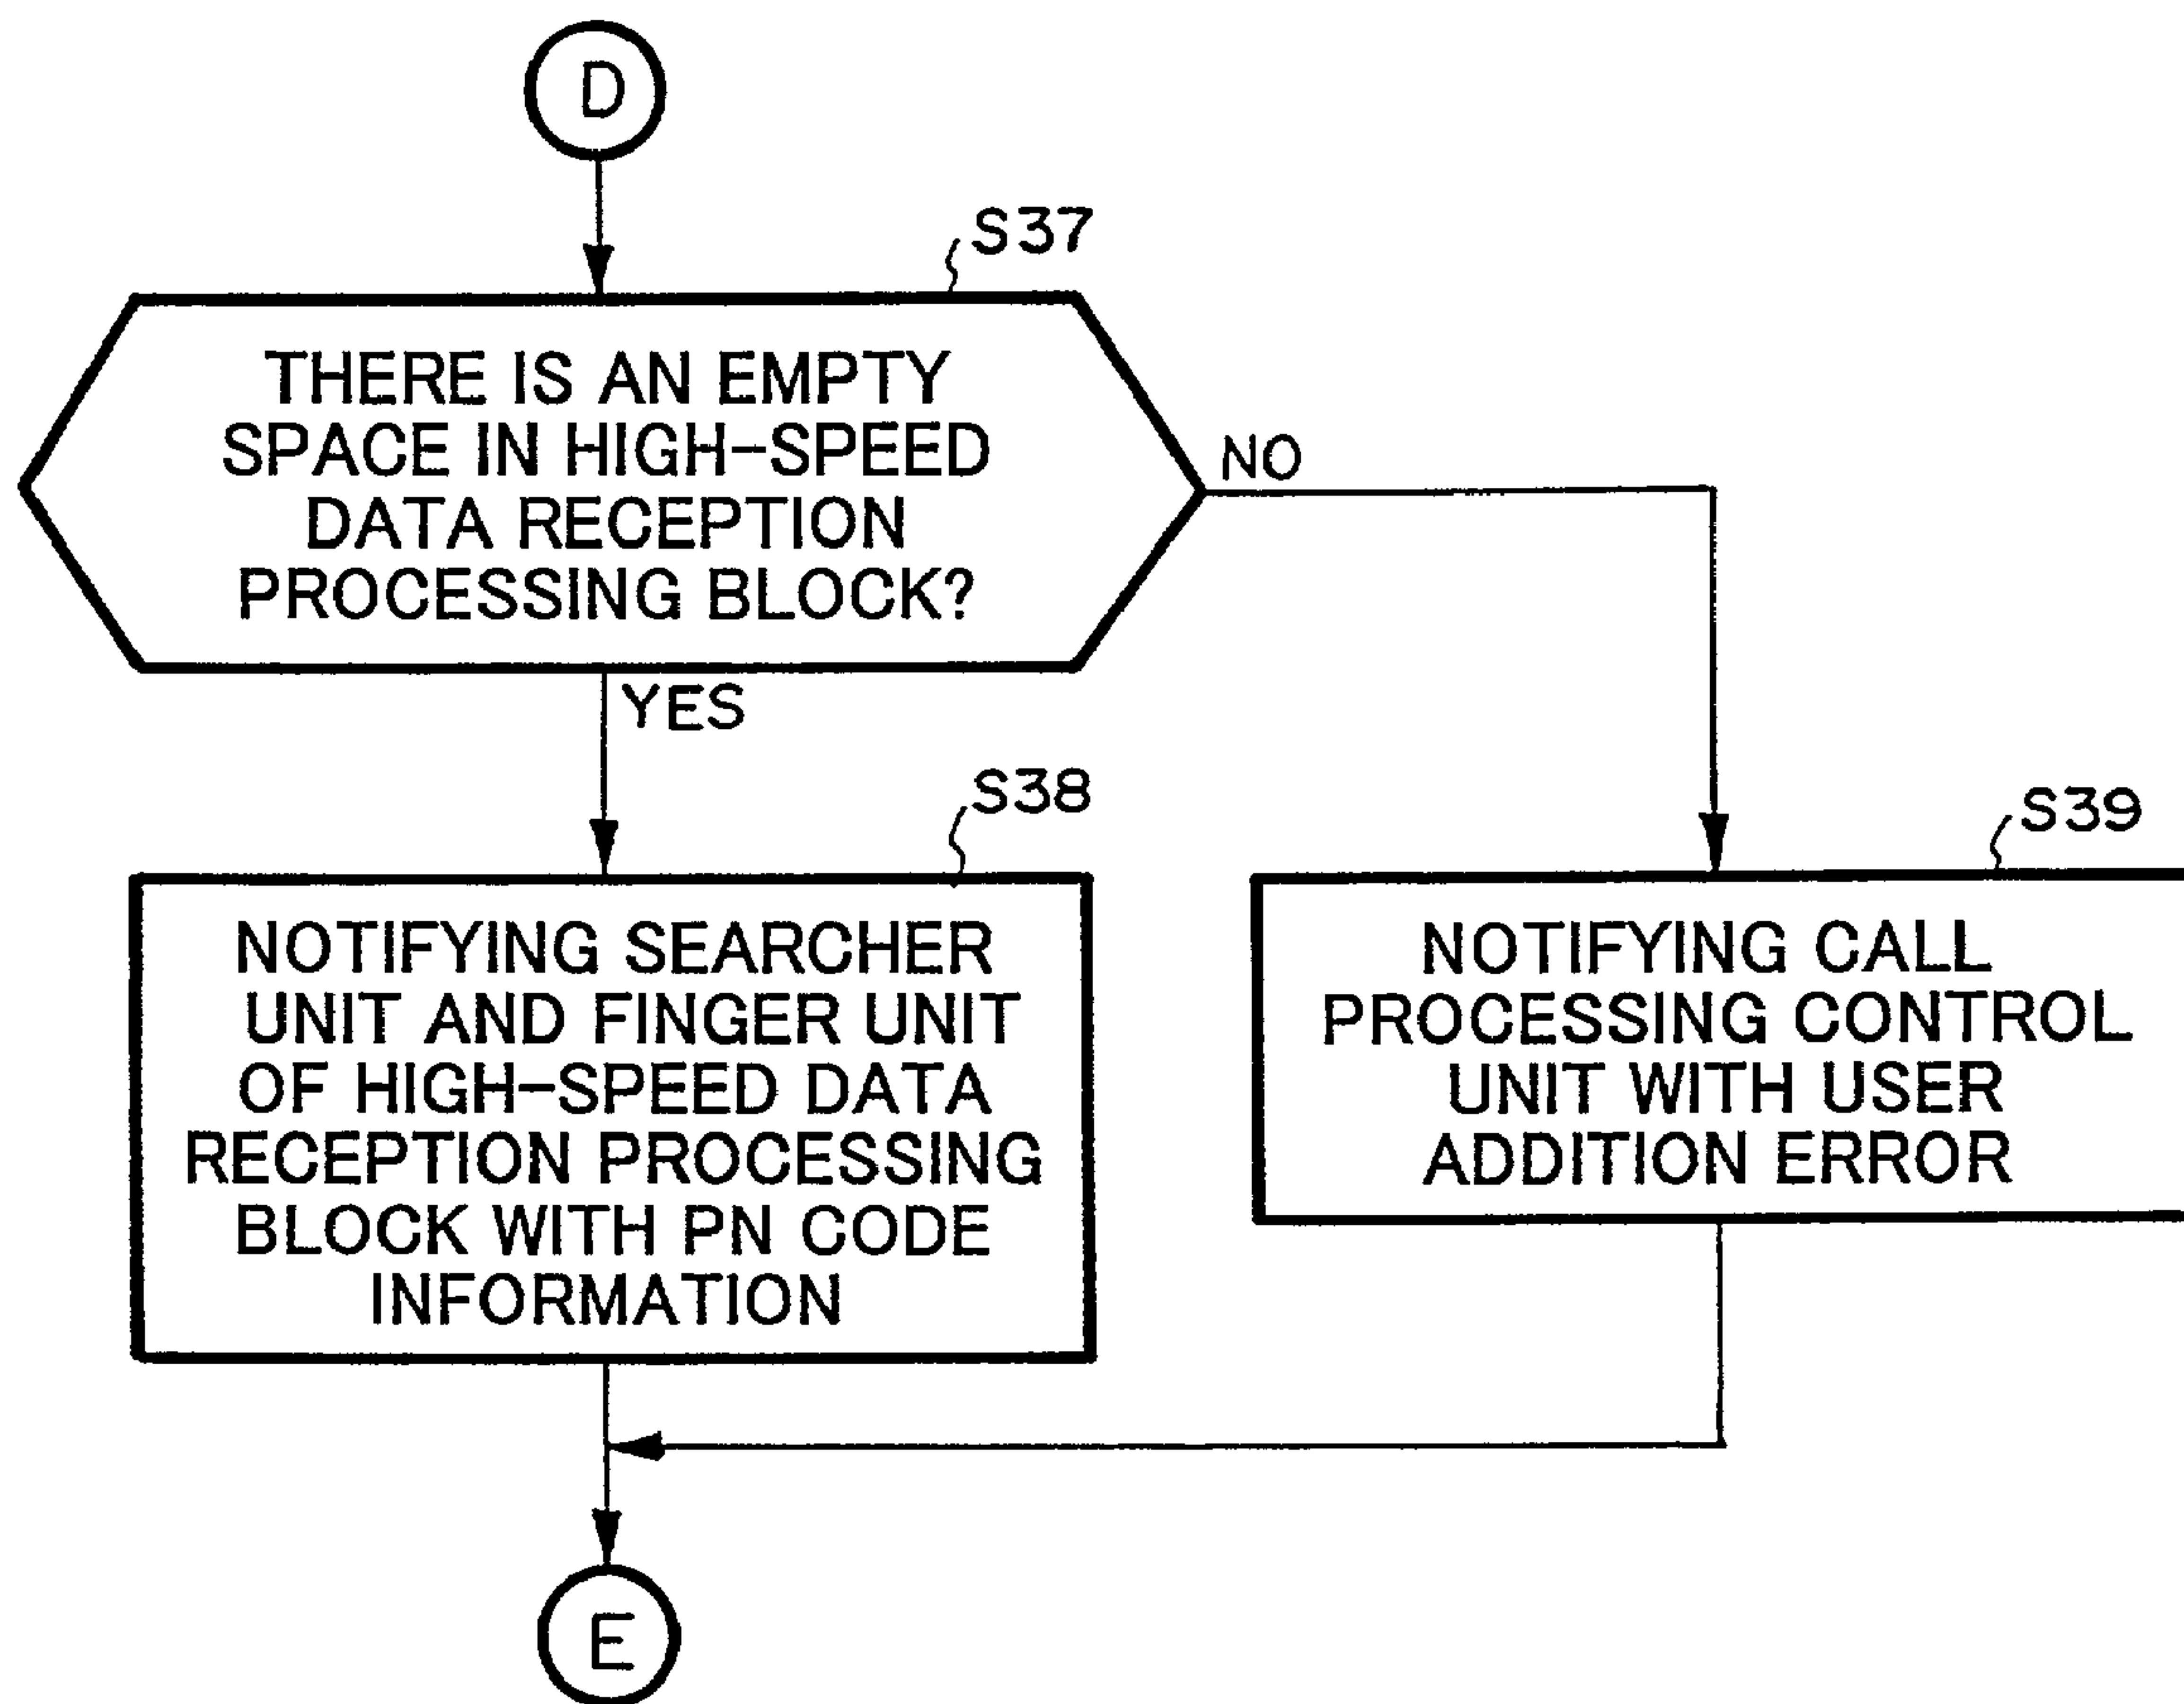 D
S37
THERE IS AN EMPTY
SPACE IN HIGH-SPEED
DATA RECEPTION
PROCESSING BLOCK?
NO
YES
S38
NOTIFYING SEARCHER
UNIT AND FINGER UNIT
OF HIGH-SPEED DATA
RECEPTION PROCESSING
BLOCK WITH PN CODE
INFORMATION
S39
NOTIFYING CALL
PROCESSING CONTROL
UNIT WITH USER
ADDITION ERROR
E